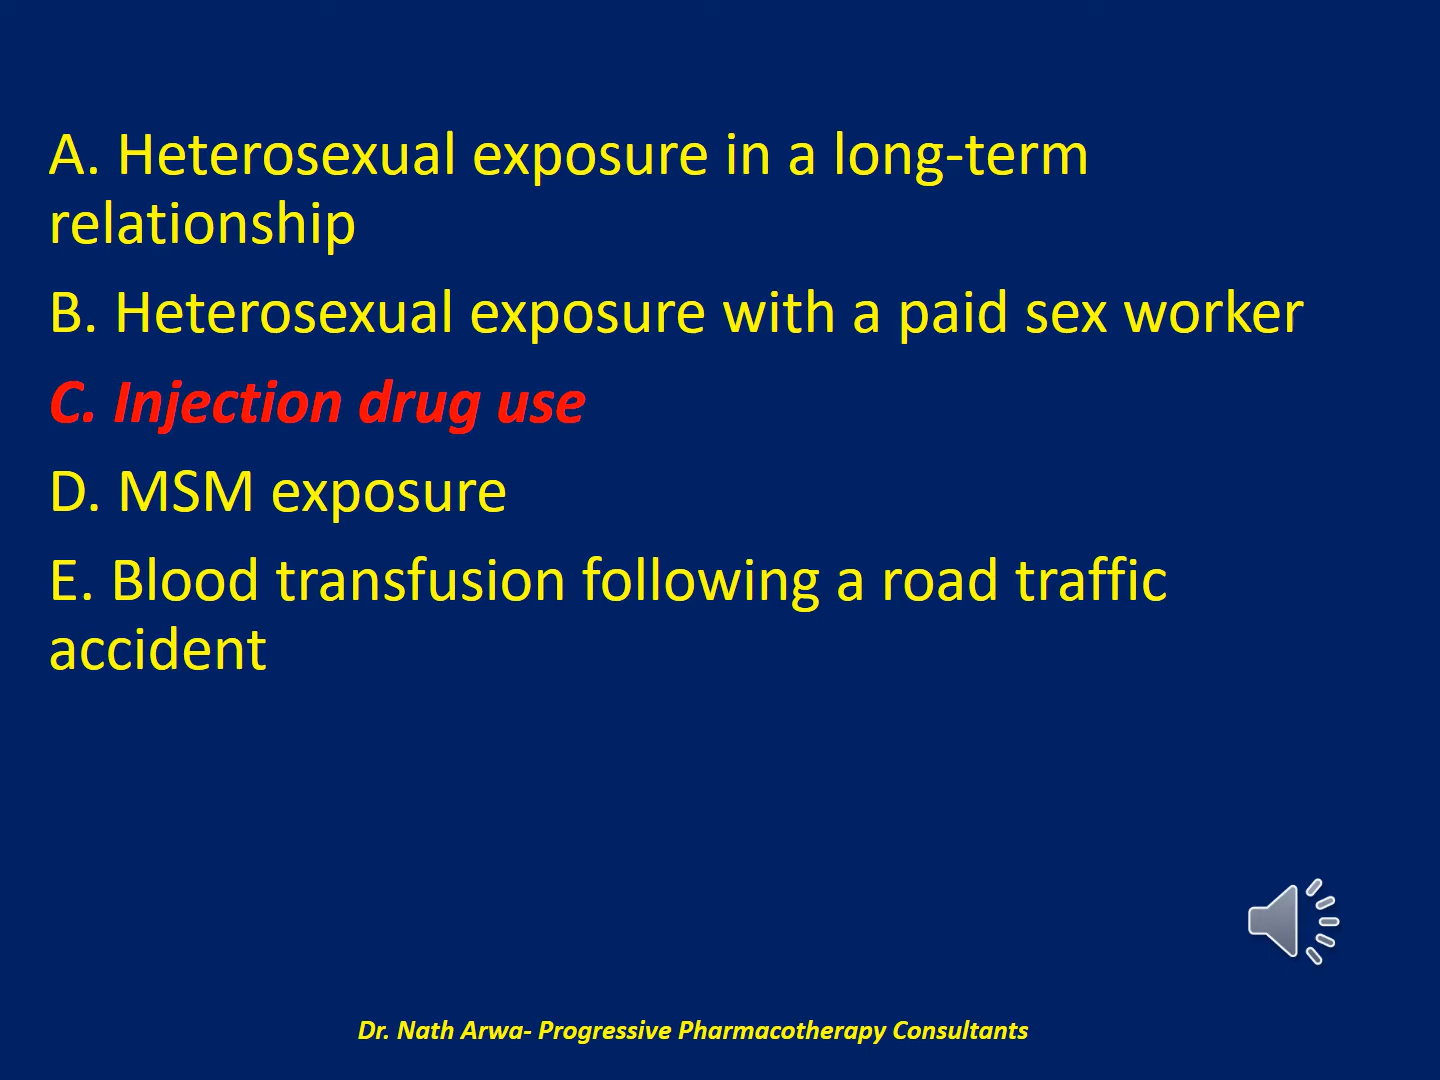 A. Heterosexual exposure in a long-term
relationship
B. Heterosexual exposure with a paid sex worker
C. Injection drug use
D. MSM exposure
E. Blood transfusion following a road traffic
accident
Dr. Nath Arwa- Progressive Pharmacotherapy Consultants